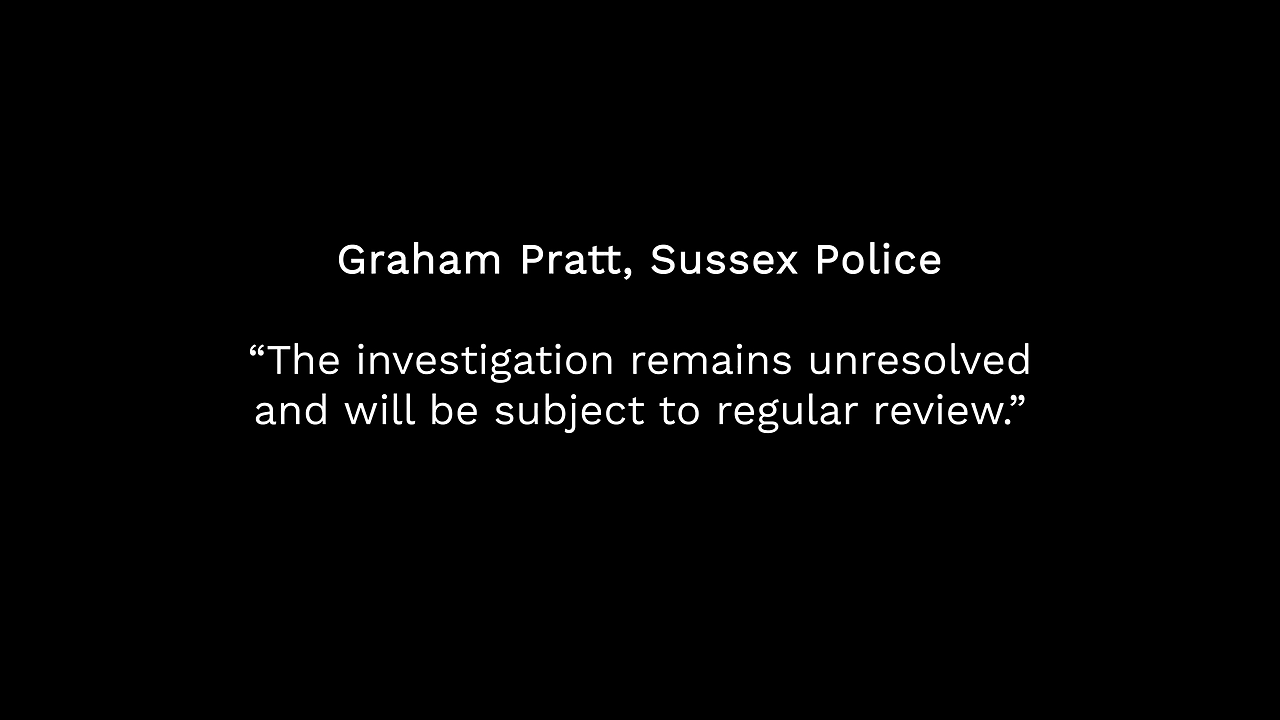 Graham Pratt, Sussex Police
“The investigation remains unresolved
and will be subject to regular review.”